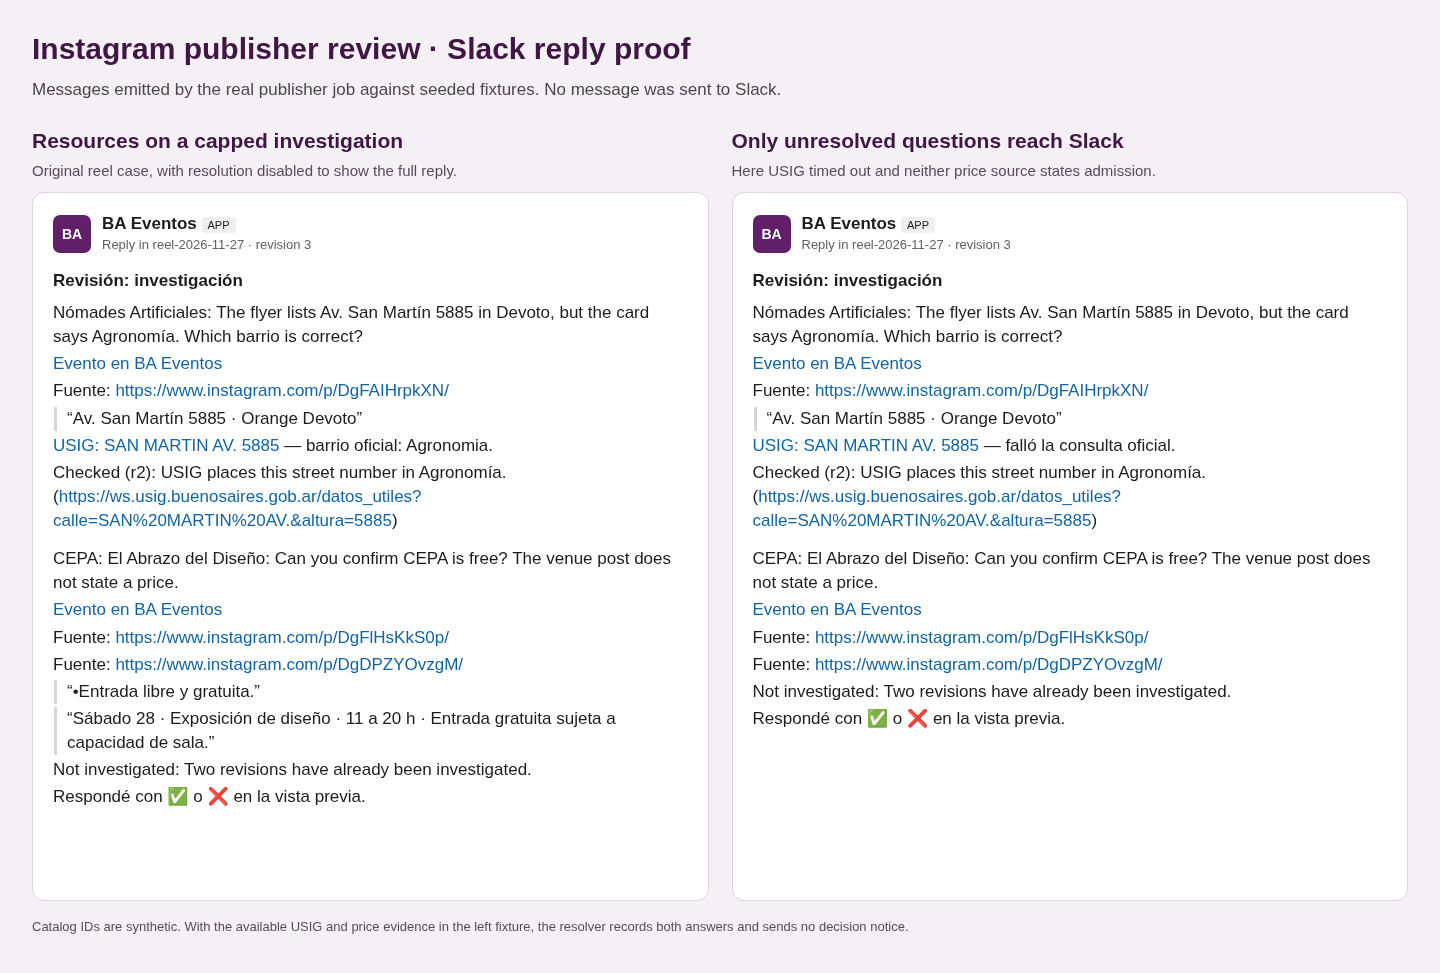 Instagram publisher review · Slack reply proof
Messages emitted by the real publisher job against seeded fixtures. No message was sent to Slack.
Resources on a capped investigation
Original reel case, with resolution disabled to show the full reply.
BA
BA Eventos APP
Reply in reel-2026-11-27 · revision 3
Revisión: investigación
Nómades Artificiales: The flyer lists Av. San Martín 5885 in Devoto, but the card
says Agronomía. Which barrio is correct?
Evento en BA Eventos
Fuente: https://www.instagram.com/p/DgFAIHrpkXN/
“Av. San Martín 5885 · Orange Devoto”
USIG: SAN MARTIN AV. 5885 — barrio oficial: Agronomia.
Checked (r2): USIG places this street number in Agronomía.
(https://ws.usig.buenosaires.gob.ar/datos_utiles?
calle=SAN%20MARTIN%20AV.&altura=5885)
CEPA: El Abrazo del Diseño: Can you confirm CEPA is free? The venue post does
not state a price.
Evento en BA Eventos
Fuente: https://www.instagram.com/p/DgFlHsKkS0p/
Fuente: https://www.instagram.com/p/DgDPZYOvzgM/
“•Entrada libre y gratuita.”
“Sábado 28 · Exposición de diseño · 11 a 20 h · Entrada gratuita sujeta a
capacidad de sala.”
Not investigated: Two revisions have already been investigated.
Respondé con ✅ o ❌ en la vista previa.
Only unresolved questions reach Slack
Here USIG timed out and neither price source states admission.
BA
BA Eventos APP
Reply in reel-2026-11-27 · revision 3
Revisión: investigación
Nómades Artificiales: The flyer lists Av. San Martín 5885 in Devoto, but the card
says Agronomía. Which barrio is correct?
Evento en BA Eventos
Fuente: https://www.instagram.com/p/DgFAIHrpkXN/
“Av. San Martín 5885 · Orange Devoto”
USIG: SAN MARTIN AV. 5885 — falló la consulta oficial.
Checked (r2): USIG places this street number in Agronomía.
(https://ws.usig.buenosaires.gob.ar/datos_utiles?
calle=SAN%20MARTIN%20AV.&altura=5885)
CEPA: El Abrazo del Diseño: Can you confirm CEPA is free? The venue post does
not state a price.
Evento en BA Eventos
Fuente: https://www.instagram.com/p/DgFlHsKkS0p/
Fuente: https://www.instagram.com/p/DgDPZYOvzgM/
Not investigated: Two revisions have already been investigated.
Respondé con ✅ o ❌ en la vista previa.
Catalog IDs are synthetic. With the available USIG and price evidence in the left fixture, the resolver records both answers and sends no decision notice.